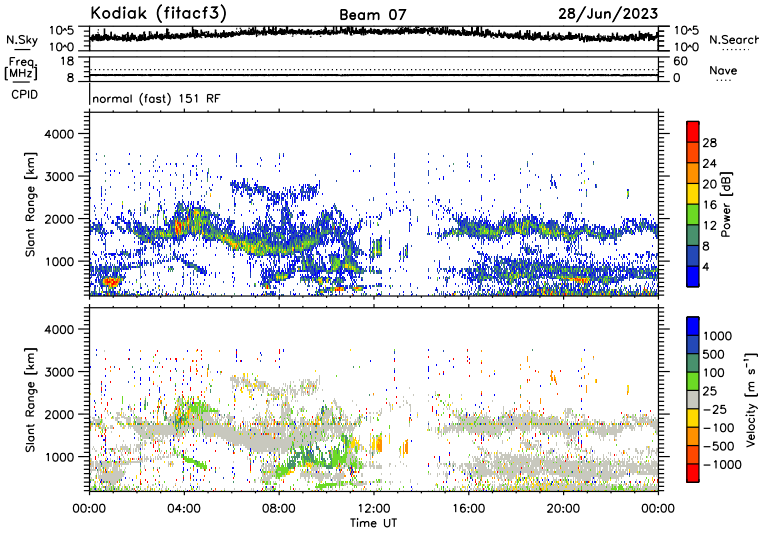 Kodiak (fitacf3) Beam 07 28/Jun/2023
N.Sky 10^5 10^0 10^5 10^0 N.Search
Freq. [MHz] 18 8 60 0 Nave
CPID normal (fast) 151 RF
Slant Range [km]
4000
3000
2000
1000
28
24
20
16
12
8
4
Power [dB]
Slant Range [km]
4000
3000
2000
1000
1000
500
100
25
−25
−100
−500
−1000
Velocity [m s⁻¹]
00:00 04:00 08:00 12:00 16:00 20:00 00:00
Time UT